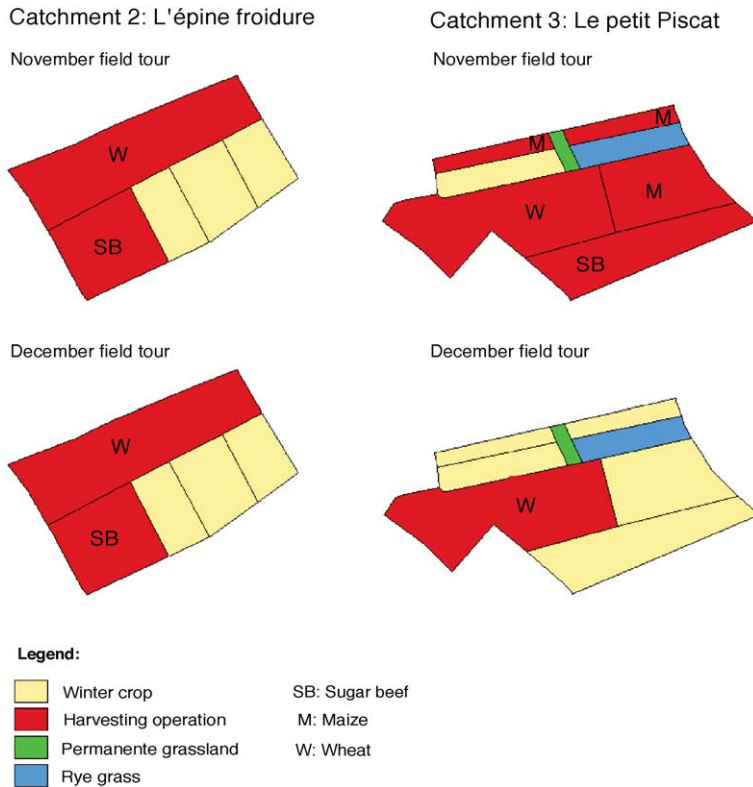 Catchment 2: L'épine froidure
Catchment 3: Le petit Piscat
November field tour
November field tour
W
SB
M
M
W
M
SB
December field tour
December field tour
W
SB
W
Legend:
Winter crop
SB: Sugar beef
Harvesting operation
M: Maize
Permanente grassland
W: Wheat
Rye grass